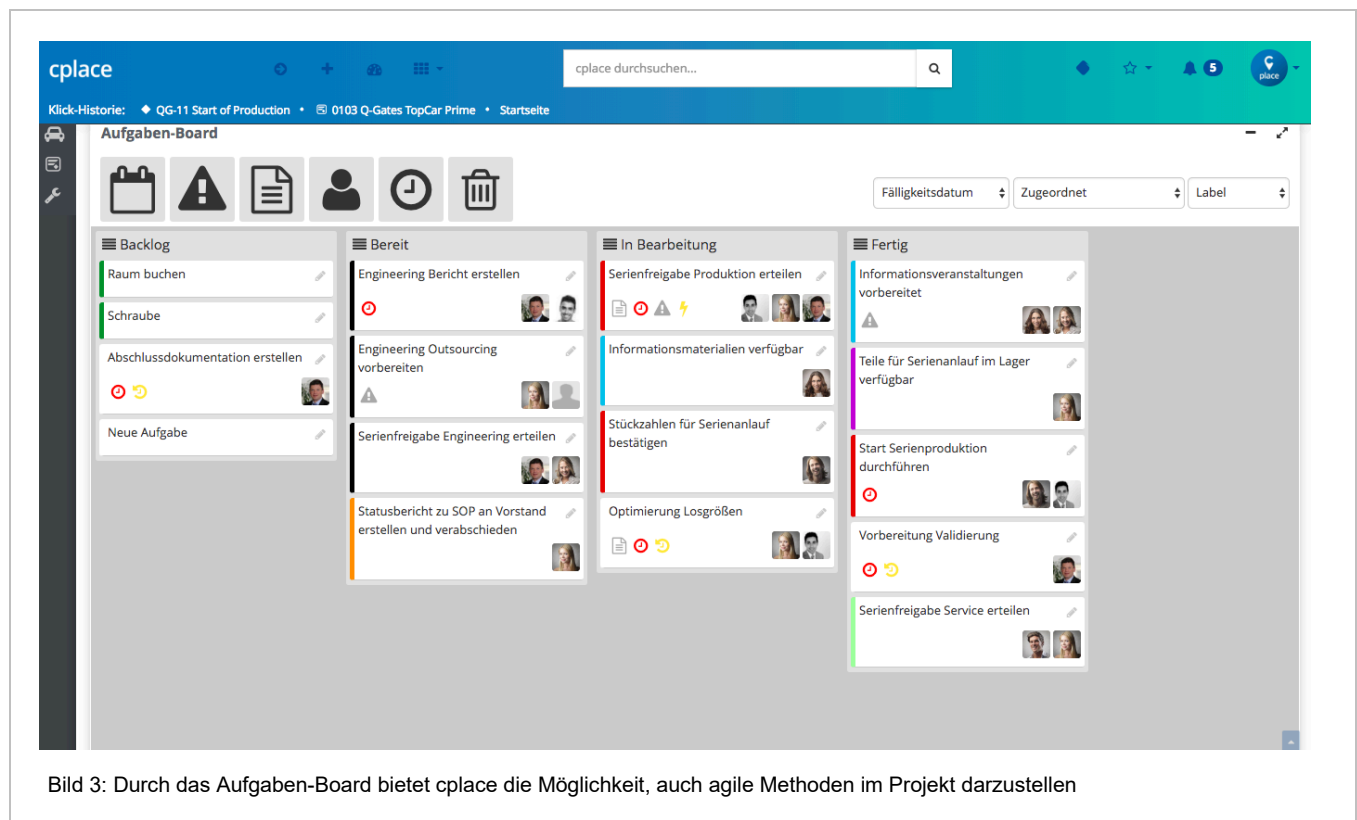 cplace
cplace durchsuchen...
5
place
Klick-Historie: ◆ QG-11 Start of Production • 0103 Q-Gates TopCar Prime • Startseite
Aufgaben-Board
Fälligkeitsdatum
Zugeordnet
Label
Backlog
Raum buchen
Schraube
Abschlussdokumentation erstellen
Neue Aufgabe
Bereit
Engineering Bericht erstellen
Engineering Outsourcing
vorbereiten
Serienfreigabe Engineering erteilen
Statusbericht zu SOP an Vorstand
erstellen und verabschieden
In Bearbeitung
Serienfreigabe Produktion erteilen
Informationsmaterialien verfügbar
Stückzahlen für Serienanlauf
bestätigen
Optimierung Losgrößen
Fertig
Informationsveranstaltungen
vorbereitet
Teile für Serienanlauf im Lager
verfügbar
Start Serienproduktion
durchführen
Vorbereitung Validierung
Serienfreigabe Service erteilen
Bild 3: Durch das Aufgaben-Board bietet cplace die Möglichkeit, auch agile Methoden im Projekt darzustellen